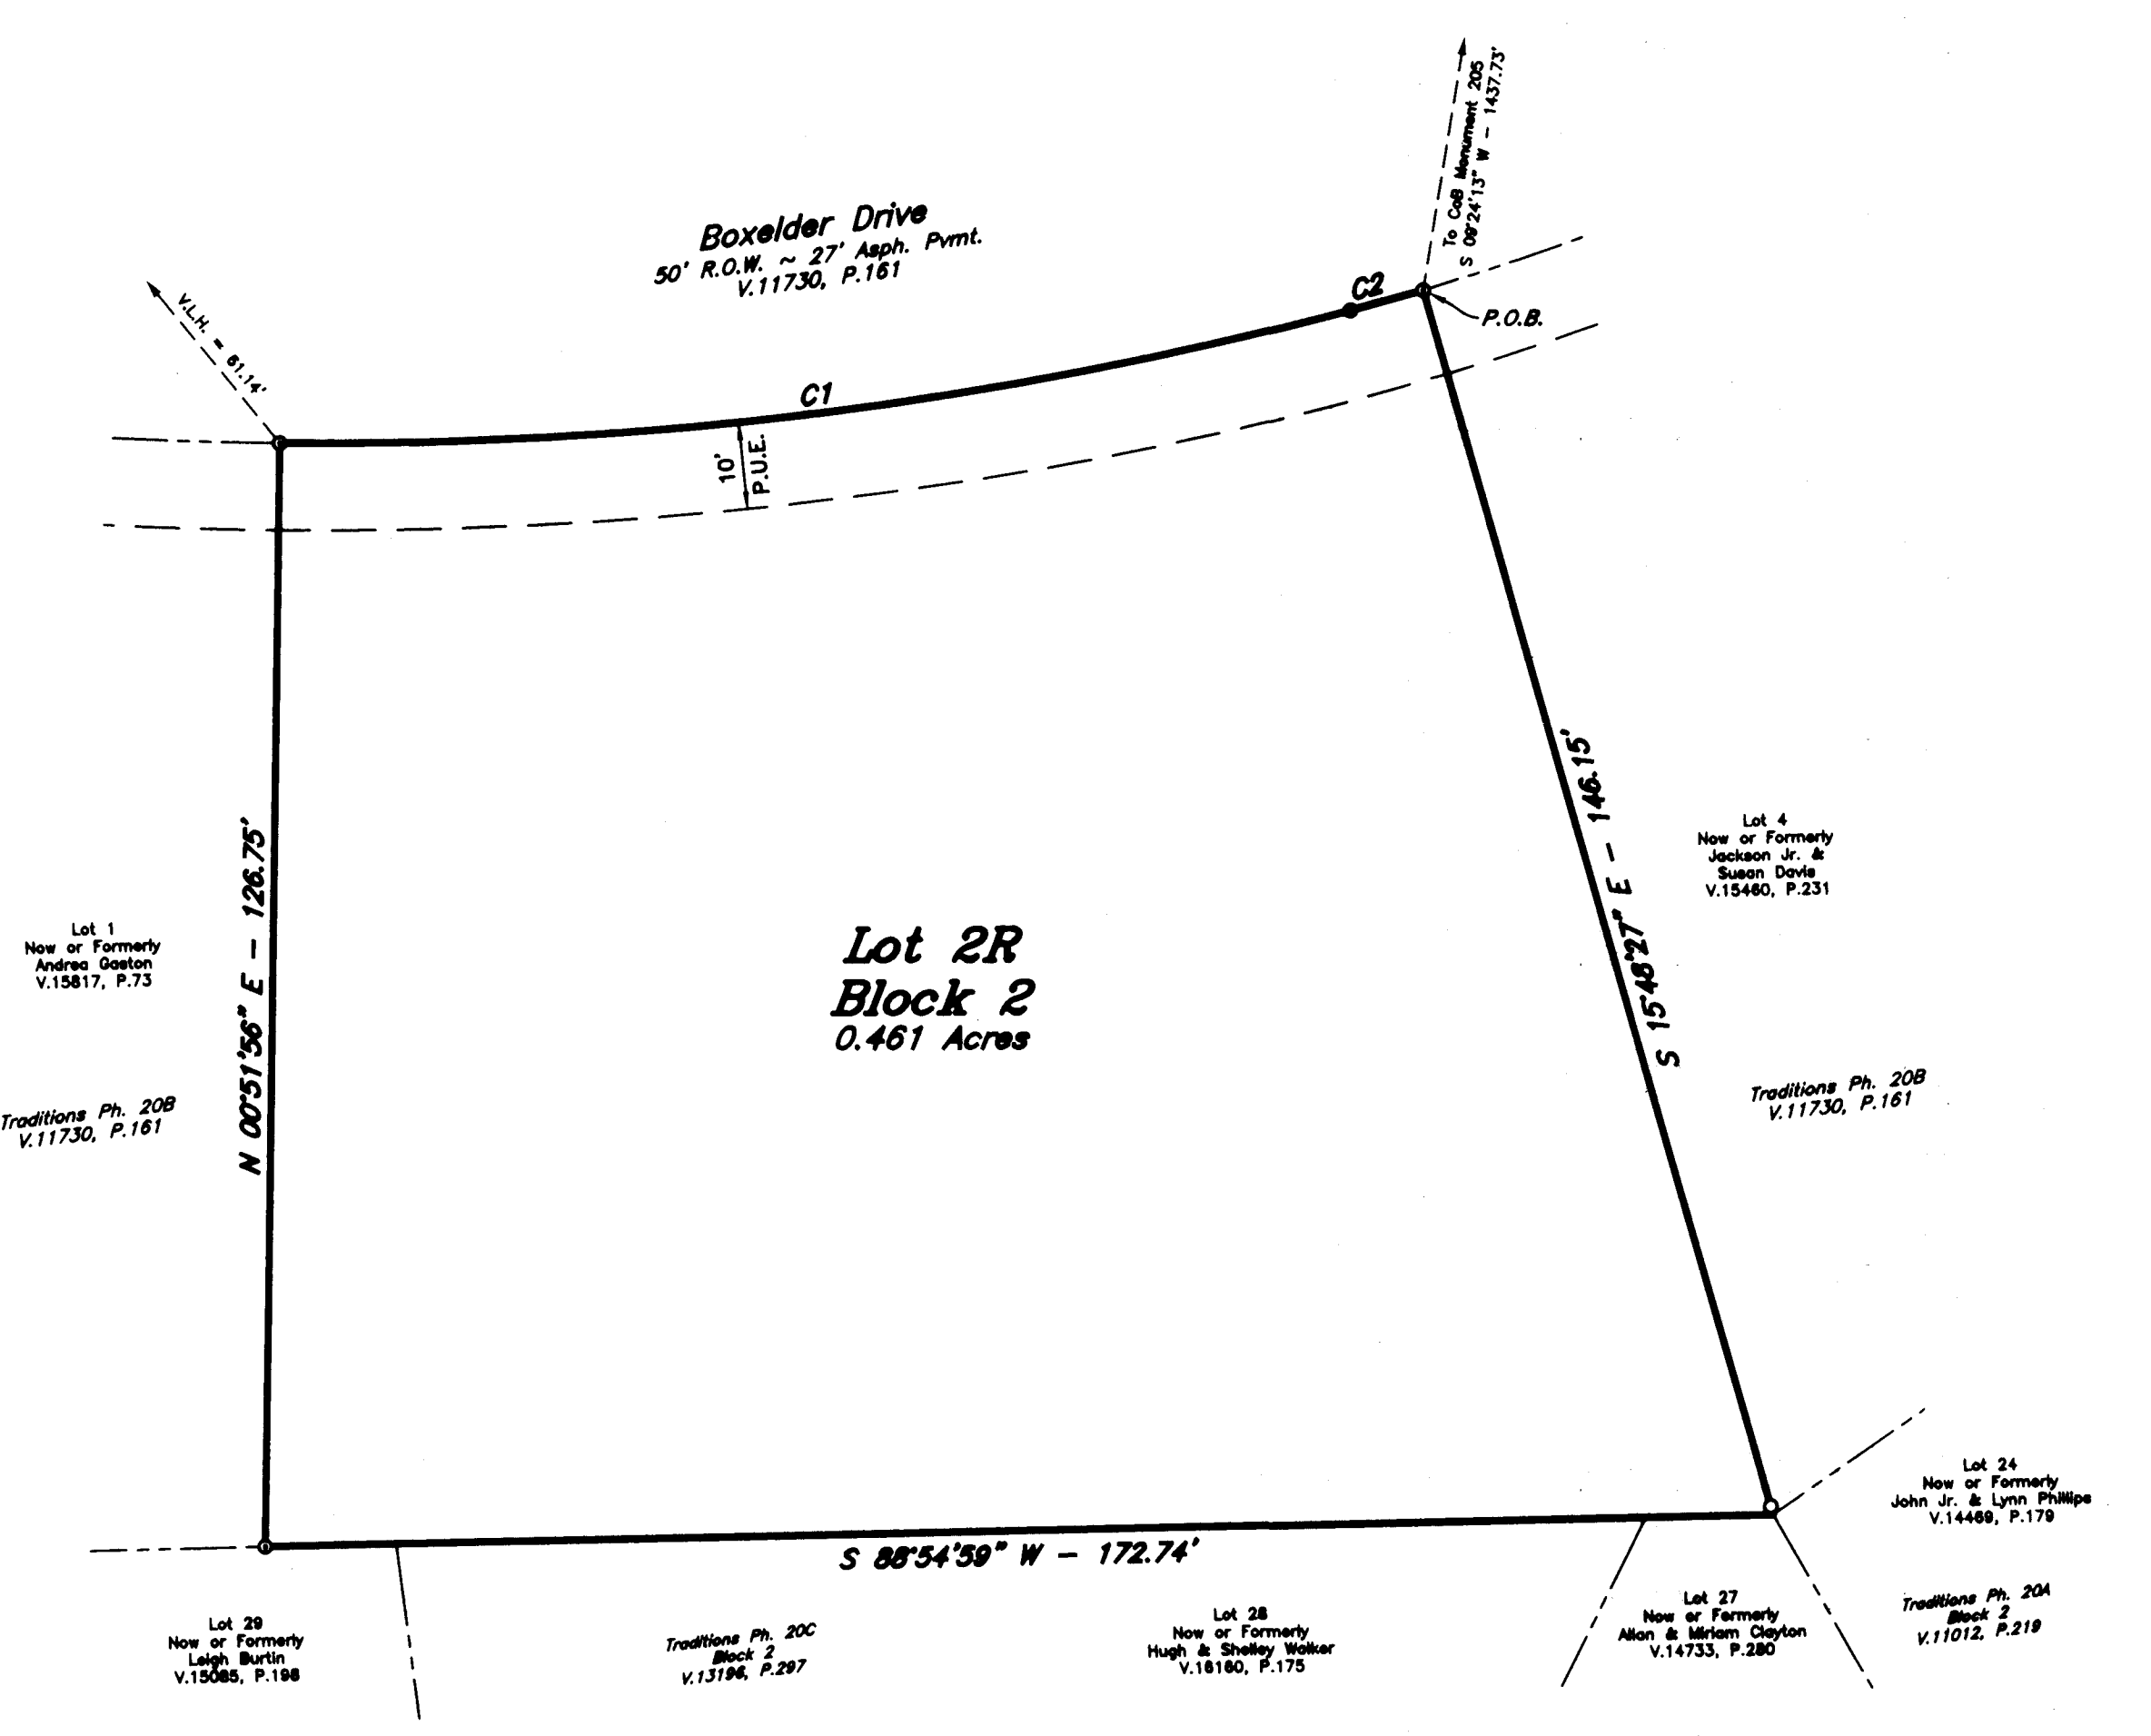 To CoB Monument 205
S 09°24'13" W - 1437.73'
Boxelder Drive
50' R.O.W. ~ 27' Asph. Pvmt.
V.11730, P.161
V.L.H. = 61.14'
C2
P.O.B.
C1
10'
P.U.E.
S 15°48'27" E - 146.15'
Lot 4
Now or Formerly
Jackson Jr. &
Susan Davis
V.15460, P.231
N 00°51'56" E - 126.75'
Lot 1
Now or Formerly
Andrea Gaston
V.15817, P.73
Lot 2R
Block 2
0.461 Acres
Traditions Ph. 20B
V.11730, P.161
Traditions Ph. 20B
V.11730, P.161
Lot 24
Now or Formerly
John Jr. & Lynn Phillips
V.14469, P.179
S 88°54'59" W - 172.74'
Lot 29
Now or Formerly
Leigh Burtin
V.15085, P.198
Traditions Ph. 20C
Block 2
V.13196, P.297
Lot 28
Now or Formerly
Hugh & Shelley Walker
V.16160, P.175
Lot 27
Now or Formerly
Allan & Miriam Clayton
V.14733, P.280
Traditions Ph. 20A
Block 2
V.11012, P.219